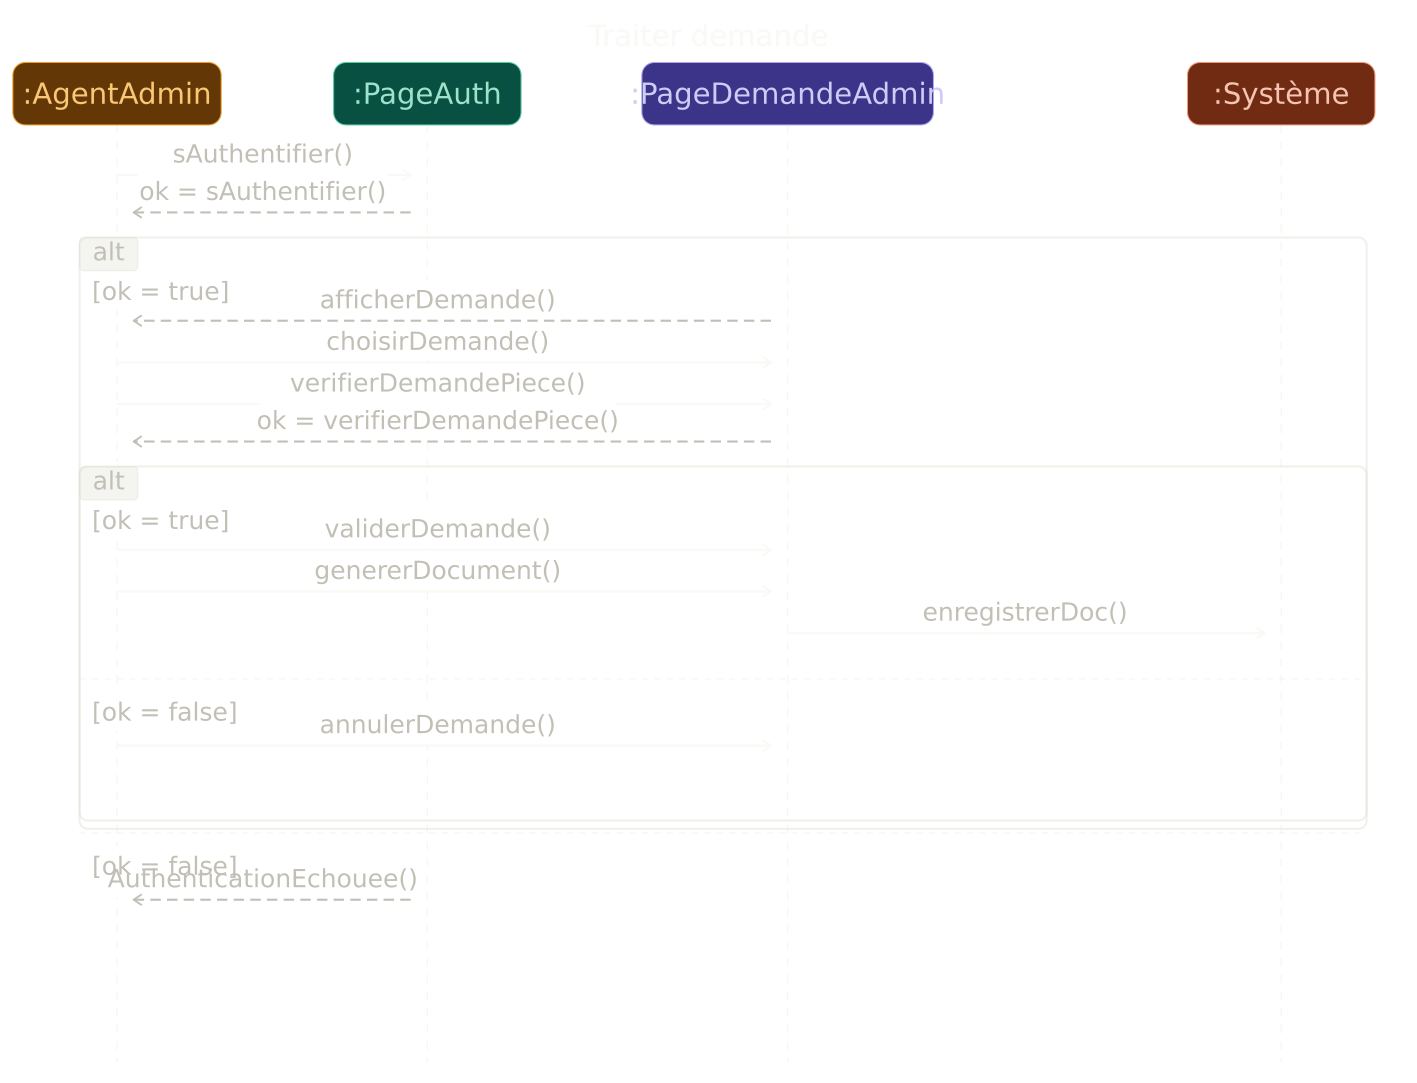 Traiter demande
:AgentAdmin
:PageAuth
:PageDemandeAdmin
:Système
sAuthentifier()
ok = sAuthentifier()
alt
[ok = true]
afficherDemande()
choisirDemande()
verifierDemandePiece()
ok = verifierDemandePiece()
alt
[ok = true]
validerDemande()
genererDocument()
enregistrerDoc()
[ok = false]
annulerDemande()
[ok = false]
AuthenticationEchouee()